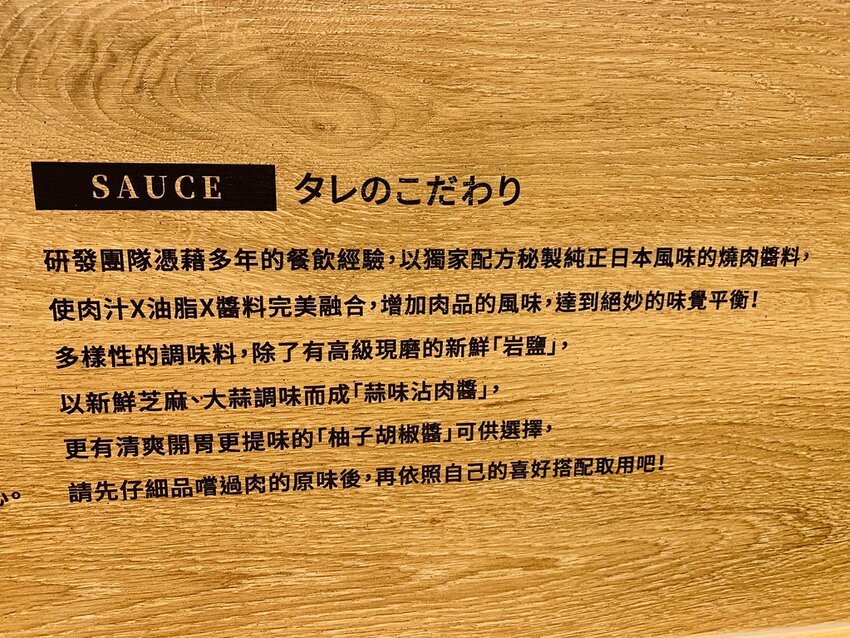 SAUCE タレのこだわり
研發團隊憑藉多年的餐飲經驗，以獨家配方秘製純正日本風味的燒肉醬料，
使肉汁X油脂X醬料完美融合，增加肉品的風味，達到絕妙的味覺平衡！
多樣性的調味料，除了有高級現磨的新鮮「岩鹽」，
以新鮮芝麻、大蒜調味而成「蒜味沾肉醬」，
更有清爽開胃更提味的「柚子胡椒醬」可供選擇，
請先仔細品嚐過肉的原味後，再依照自己的喜好搭配取用吧！